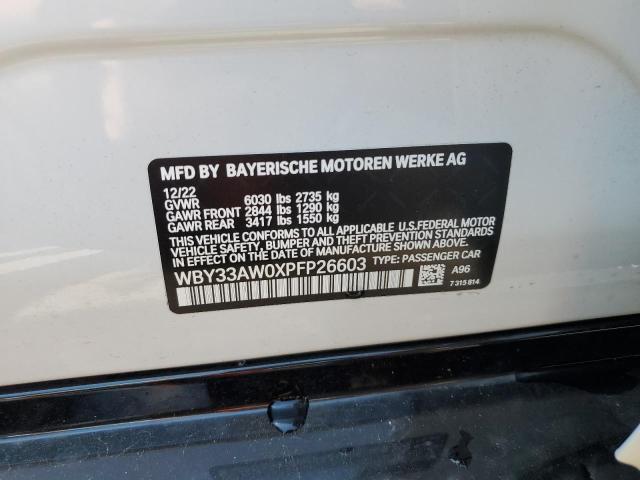 MFD BY BAYERISCHE MOTOREN WERKE AG
12/22
GVWR 6030 lbs 2735 kg
GAWR FRONT 2844 lbs 1290 kg
GAWR REAR 3417 lbs 1550 kg
THIS VEHICLE CONFORMS TO ALL APPLICABLE U.S.FEDERAL MOTOR
VEHICLE SAFETY, BUMPER AND THEFT PREVENTION STANDARDS
IN EFFECT ON THE DATE OF MANUFACTURE SHOWN ABOVE.
WBY33AW0XPFP26603 TYPE: PASSENGER CAR
A96
7 315 814